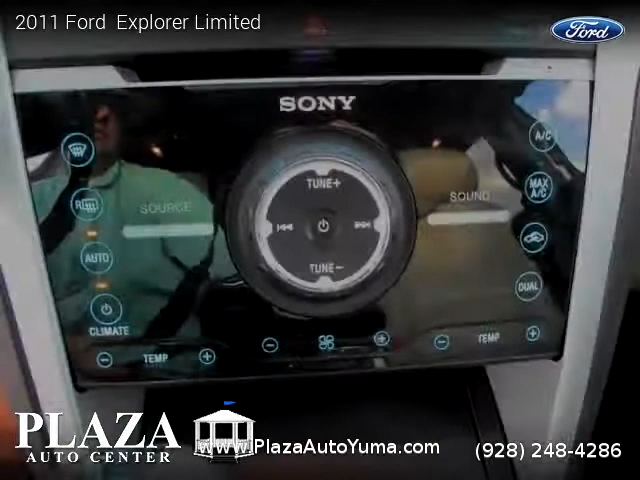 2011 Ford Explorer Limited
Ford
SONY
TUNE+
A/C
R
SOURCE
SOUND
MAX
A/C
AUTO
TUNE−
DUAL
CLIMATE
− TEMP +
− +
− TEMP +
PLAZA
AUTO CENTER
www.PlazaAutoYuma.com
(928) 248-4286